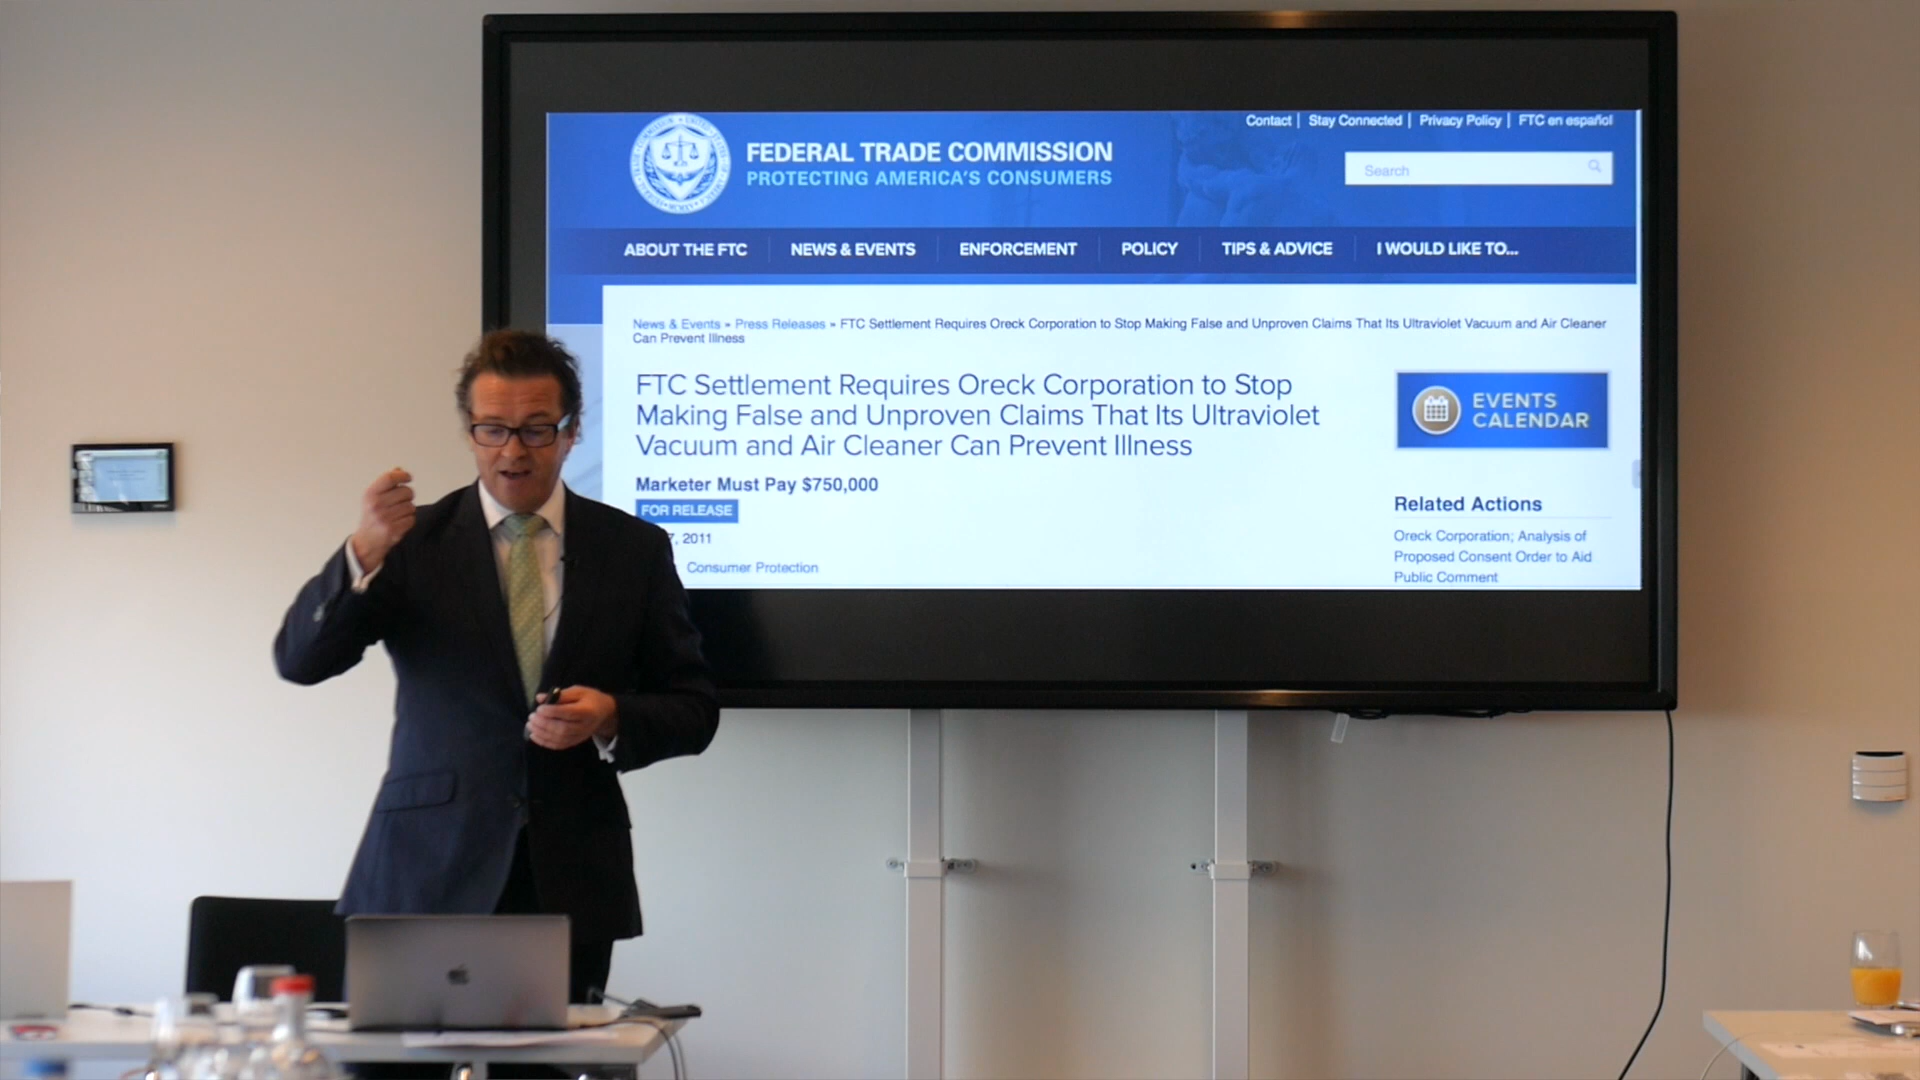 Contact | Stay Connected | Privacy Policy | FTC en español
FEDERAL TRADE COMMISSION
PROTECTING AMERICA'S CONSUMERS
Search
ABOUT THE FTC NEWS & EVENTS ENFORCEMENT POLICY TIPS & ADVICE I WOULD LIKE TO...
News & Events » Press Releases » FTC Settlement Requires Oreck Corporation to Stop Making False and Unproven Claims That Its Ultraviolet Vacuum and Air Cleaner
Can Prevent Illness
FTC Settlement Requires Oreck Corporation to Stop
Making False and Unproven Claims That Its Ultraviolet
Vacuum and Air Cleaner Can Prevent Illness
Marketer Must Pay $750,000
FOR RELEASE
7, 2011
Consumer Protection
EVENTS
CALENDAR
Related Actions
Oreck Corporation; Analysis of
Proposed Consent Order to Aid
Public Comment